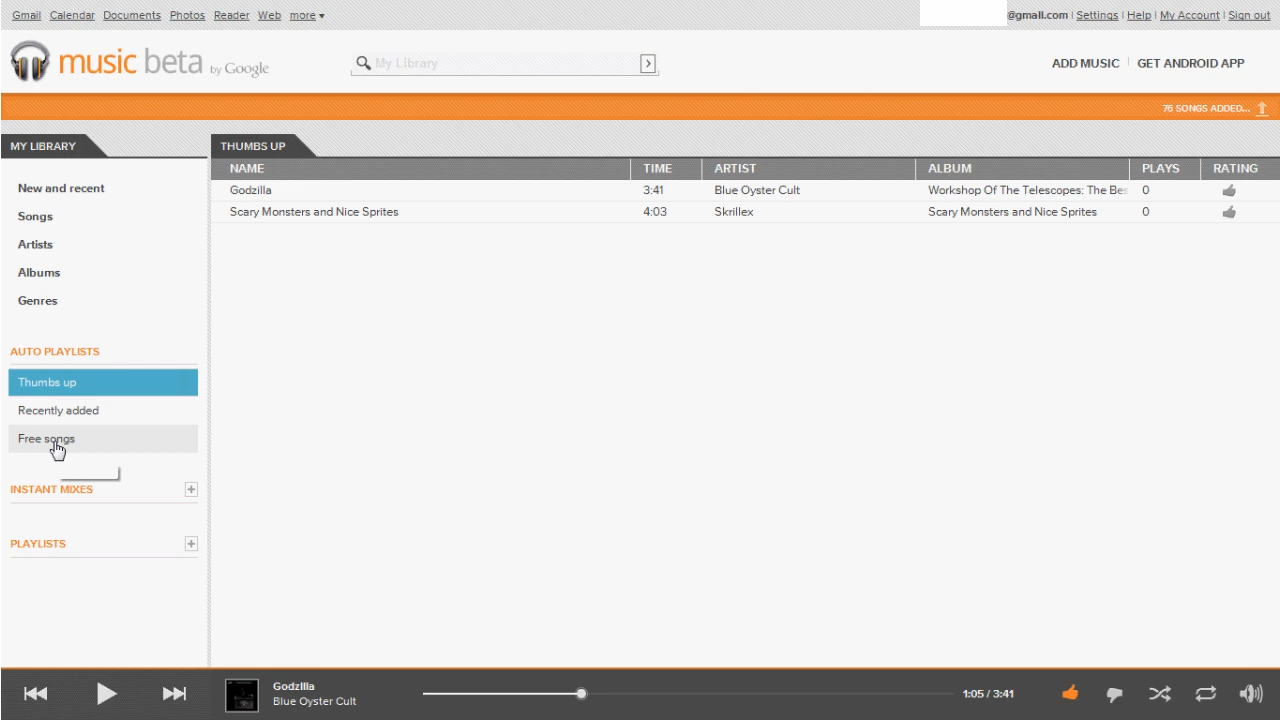 Gmail Calendar Documents Photos Reader Web more ▾
@gmail.com | Settings | Help | My Account | Sign out
music beta by Google
My Library
ADD MUSIC | GET ANDROID APP
76 SONGS ADDED...
MY LIBRARY
New and recent
Songs
Artists
Albums
Genres
AUTO PLAYLISTS
Thumbs up
Recently added
Free songs
INSTANT MIXES
PLAYLISTS
THUMBS UP
NAME TIME ARTIST ALBUM PLAYS RATING
Godzilla 3:41 Blue Oyster Cult Workshop Of The Telescopes: The Bes 0
Scary Monsters and Nice Sprites 4:03 Skrillex Scary Monsters and Nice Sprites 0
Godzilla
Blue Oyster Cult
1:05 / 3:41